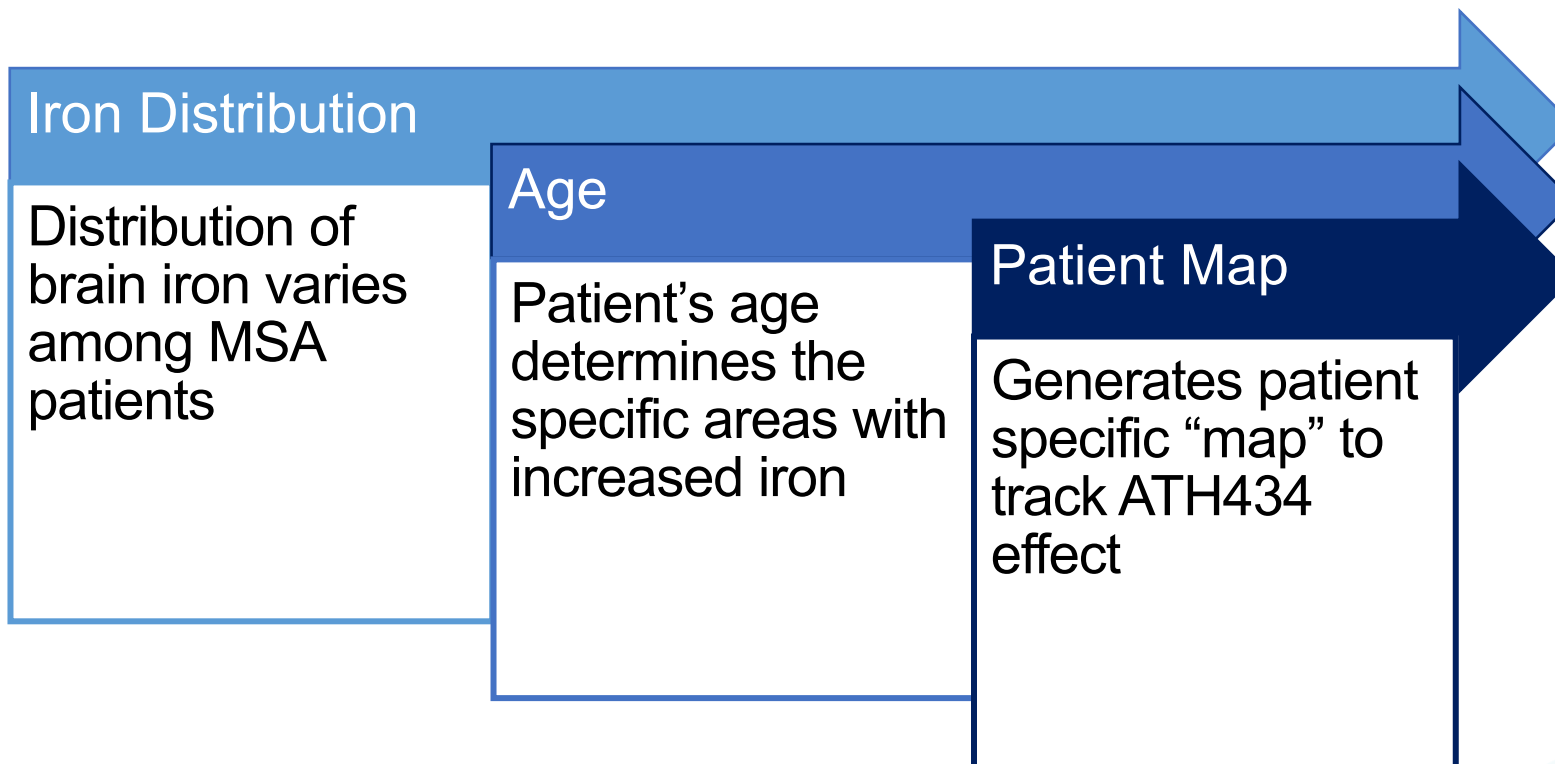 Iron Distribution
Distribution of
brain iron varies
among MSA
patients
Age
Patient’s age
determines the
specific areas with
increased iron
Patient Map
Generates patient
specific “map” to
track ATH434
effect